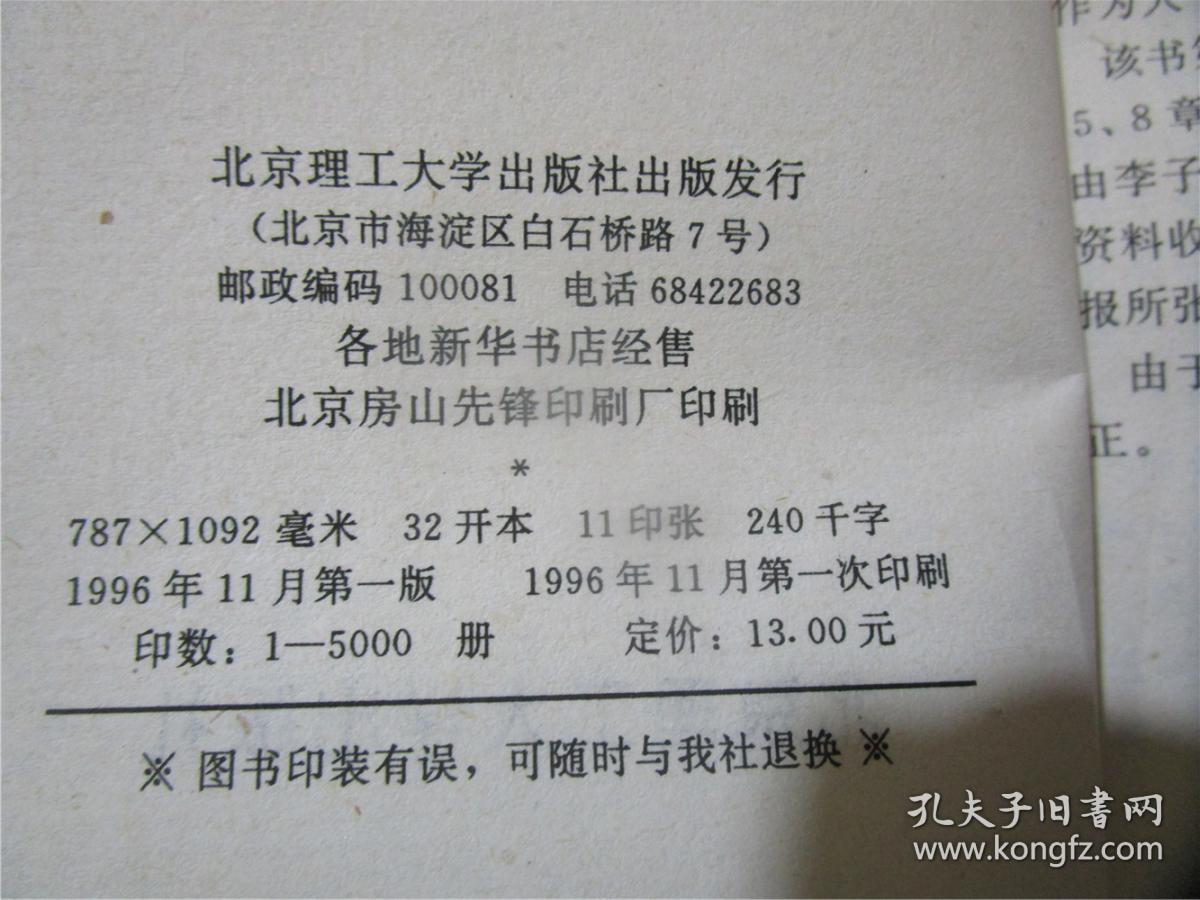 北京理工大学出版社出版发行
（北京市海淀区白石桥路7号）
邮政编码 100081 电话 68422683
各地新华书店经售
北京房山先锋印刷厂印刷
*
787×1092 毫米 32 开本 11 印张 240 千字
1996 年 11 月第一版 1996 年 11 月第一次印刷
印数：1—5000 册 定价：13.00 元
※ 图书印装有误，可随时与我社退换 ※
作为
该书
5、8 章
由李子
资料收
报所张
由于
正。
孔夫子旧书网
www.kongfz.com